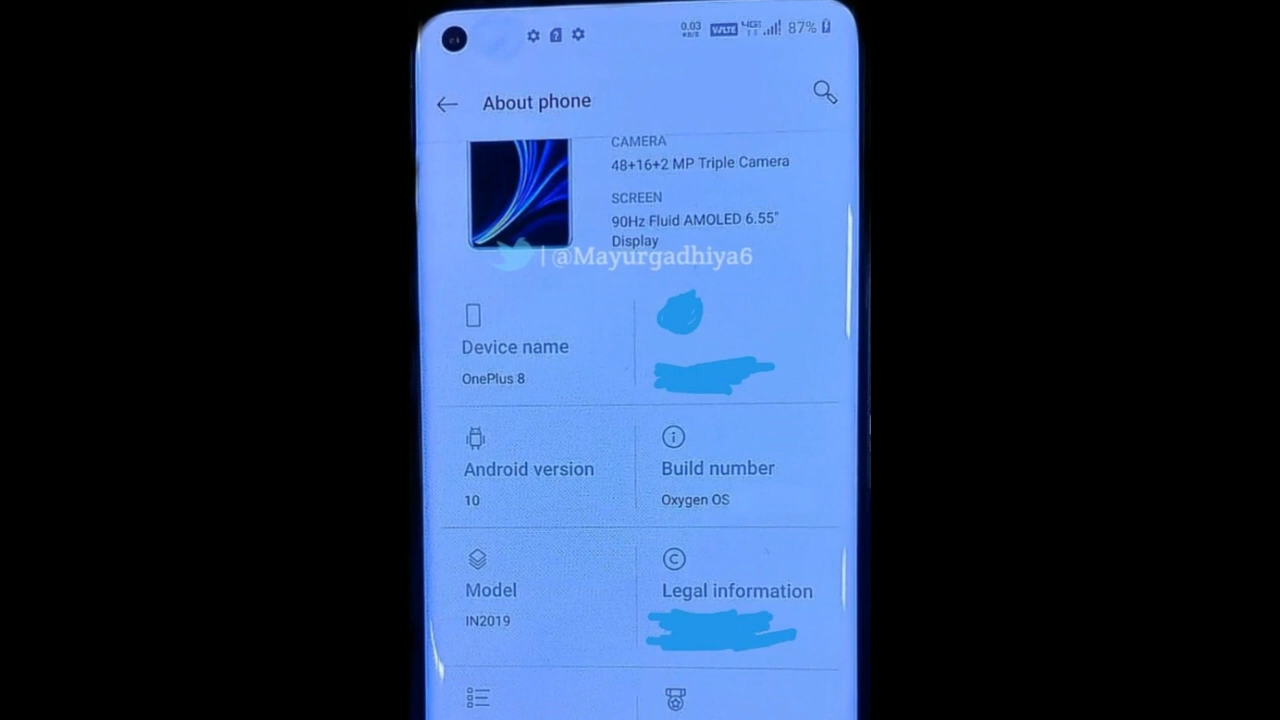 0.03
KB/S
VoLTE
4G
87%
About phone
CAMERA
48+16+2 MP Triple Camera
SCREEN
90Hz Fluid AMOLED 6.55"
Display
| @Mayurgadhiya6
Device name
OnePlus 8
Android version
10
Build number
Oxygen OS
Model
IN2019
Legal information